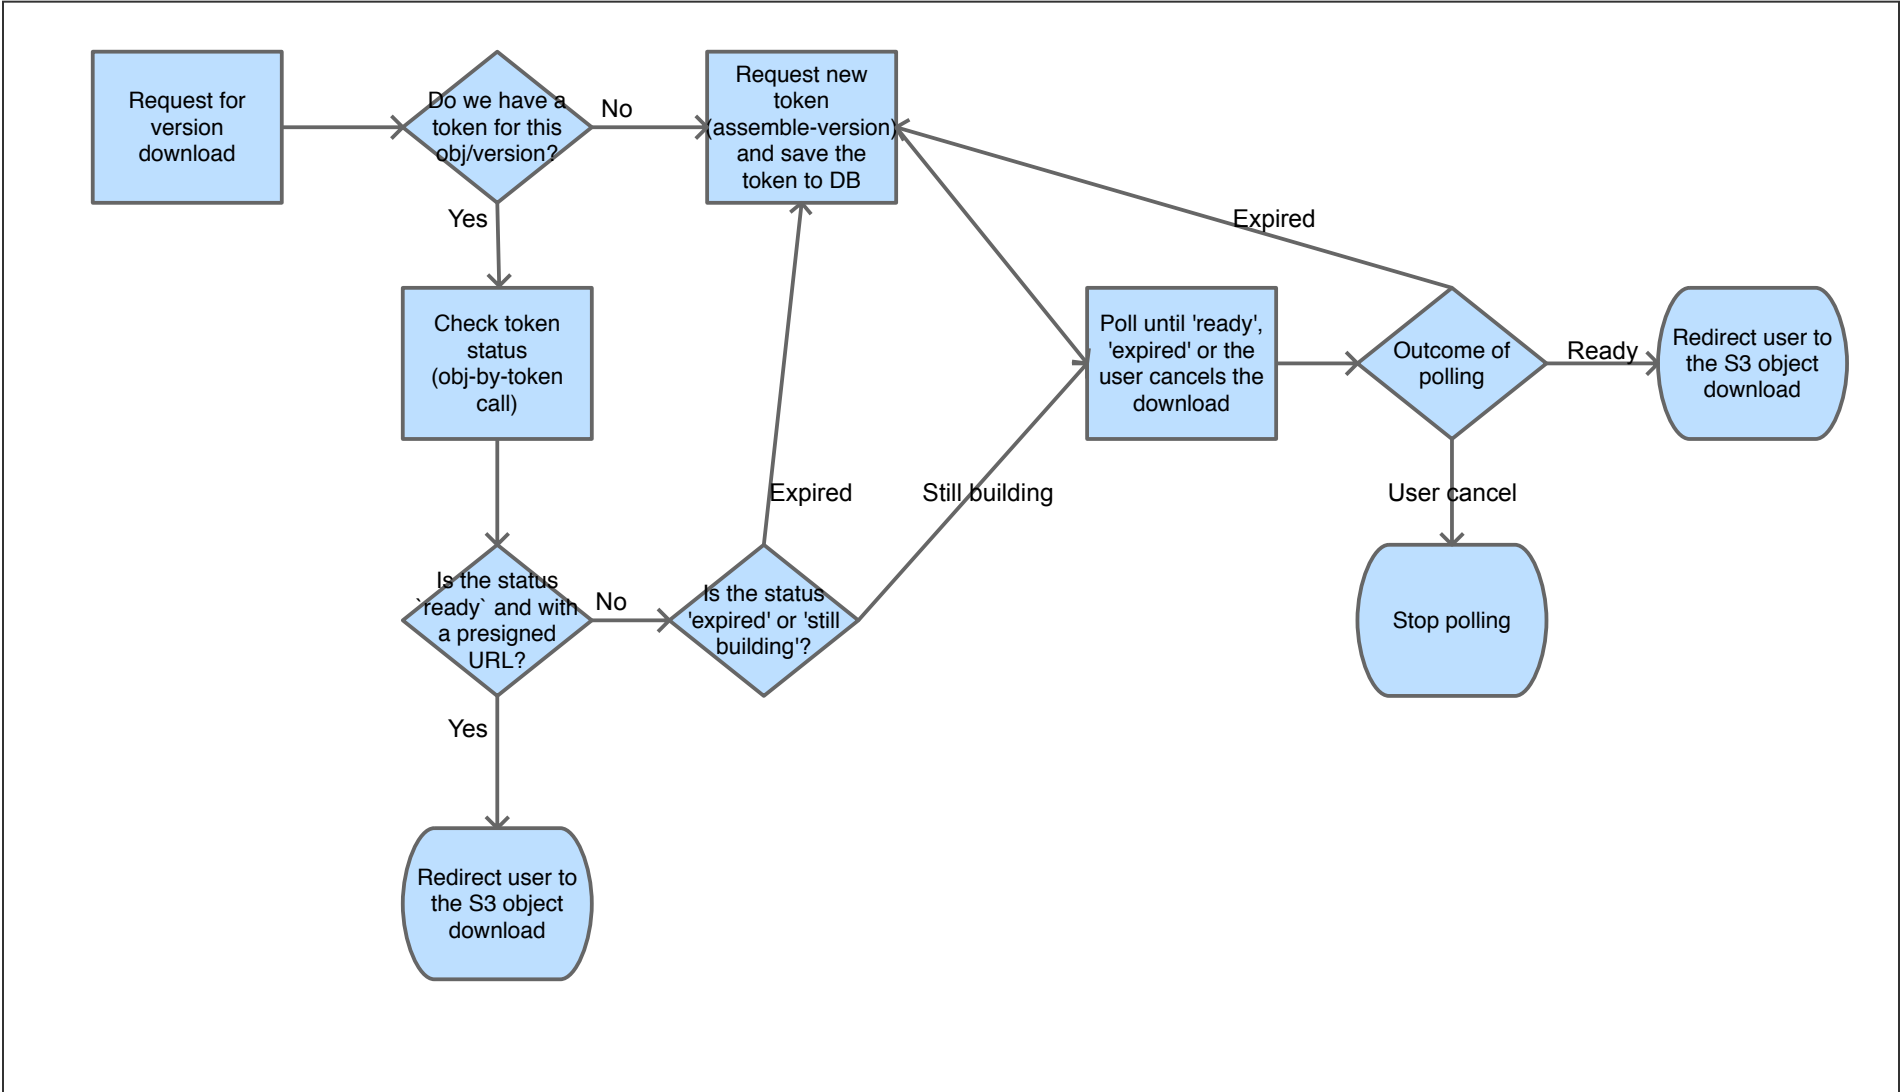 Request for
version
download
Do we have a
token for this
obj/version?
No
Request new
token
(assemble-version)
and save the
token to DB
Yes
Expired
Check token
status
(obj-by-token
call)
Poll until 'ready',
'expired' or the
user cancels the
download
Outcome of
polling
Ready
Redirect user to
the S3 object
download
Expired
Still building
User cancel
Is the status
`ready` and with
a presigned
URL?
No
Is the status
'expired' or 'still
building'?
Stop polling
Yes
Redirect user to
the S3 object
download